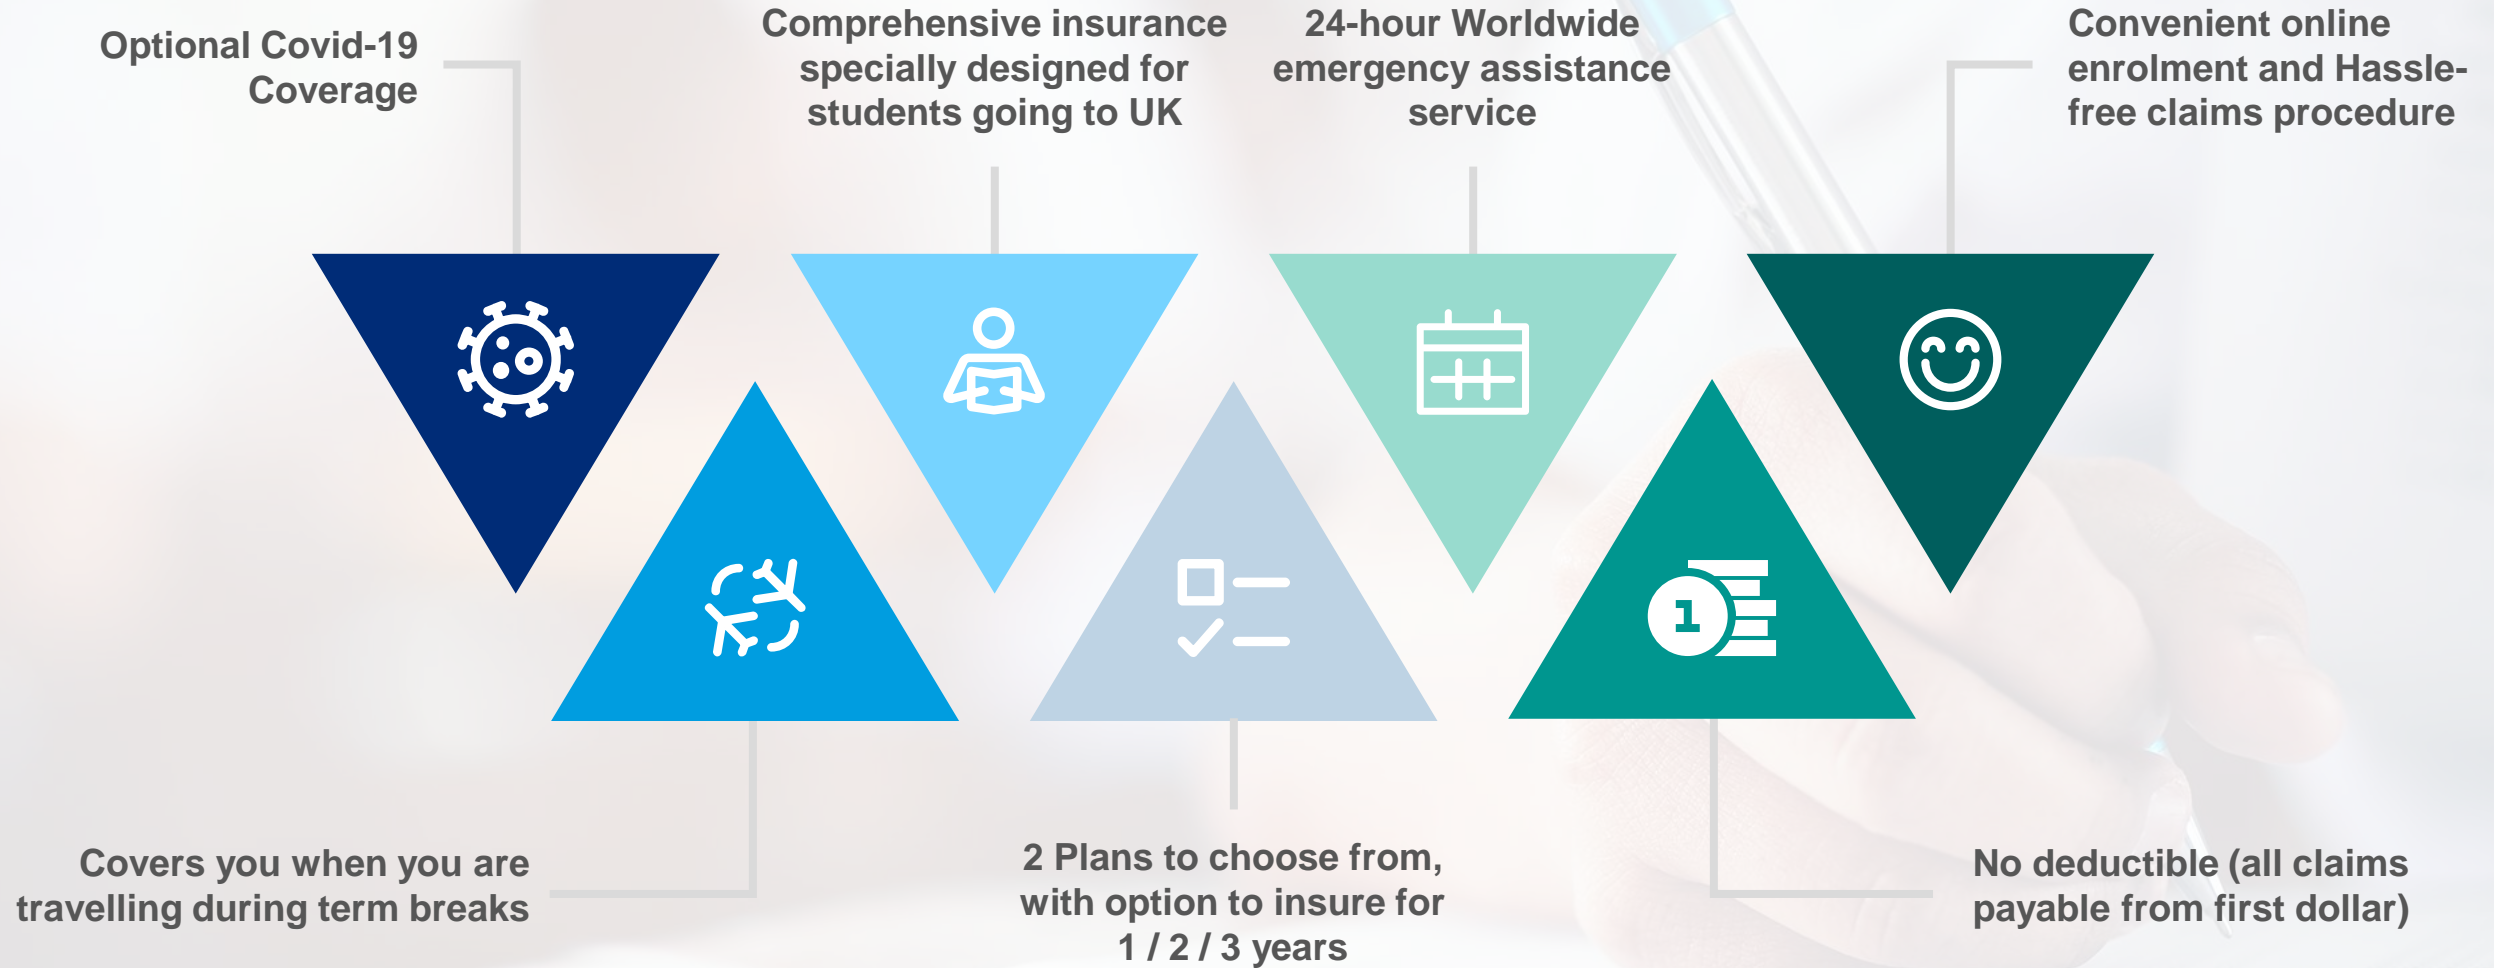 Optional Covid-19
Coverage
Comprehensive insurance
specially designed for
students going to UK
24-hour Worldwide
emergency assistance
service
Convenient online
enrolment and Hassle-
free claims procedure
1
Covers you when you are
travelling during term breaks
2 Plans to choose from,
with option to insure for
1 / 2 / 3 years
No deductible (all claims
payable from first dollar)